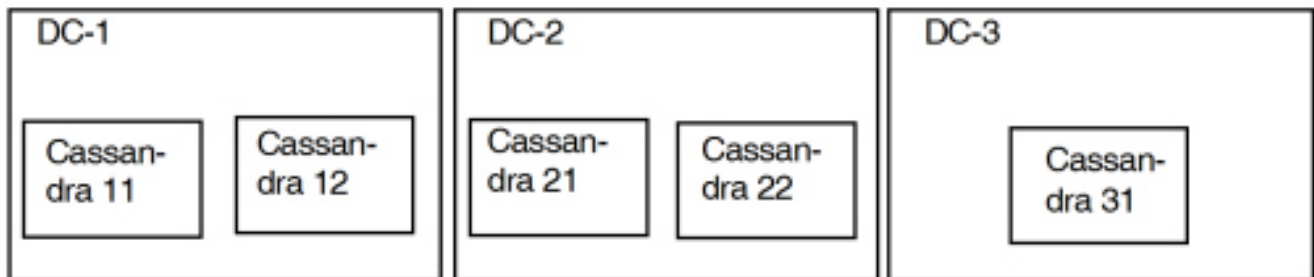 DC-1
Cassan-
dra 11
Cassan-
dra 12
DC-2
Cassan-
dra 21
Cassan-
dra 22
DC-3
Cassan-
dra 31